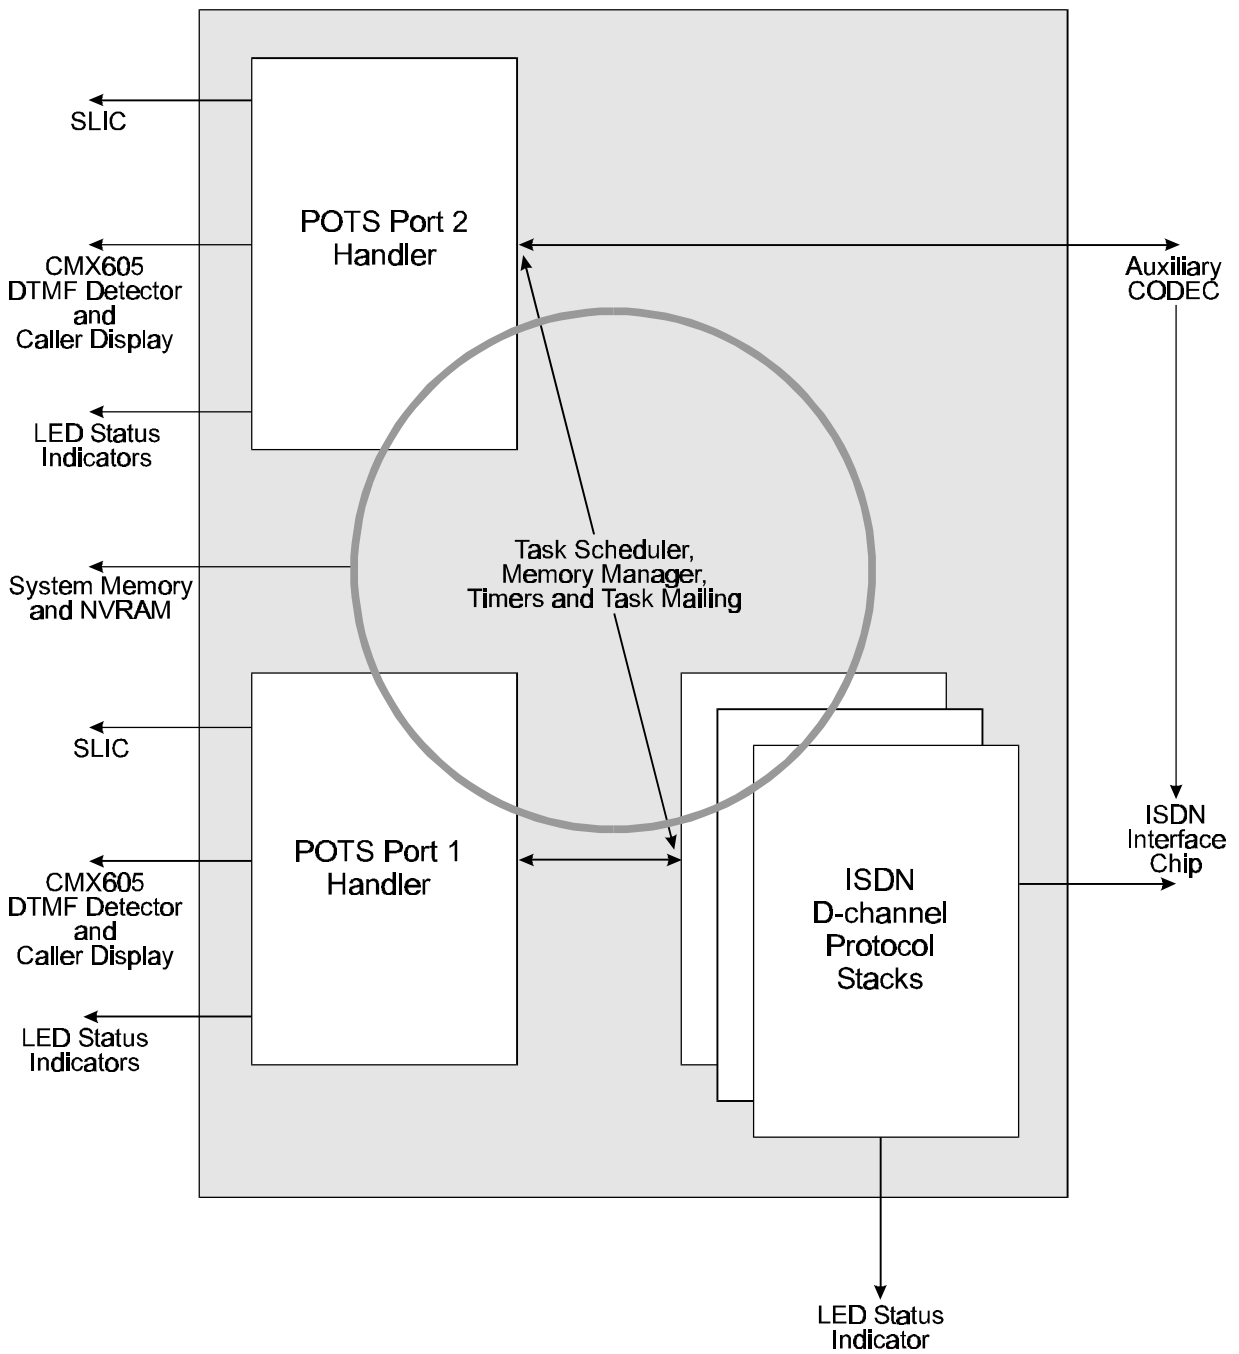 SLIC
POTS Port 2
Handler
CMX605
DTMF Detector
and
Caller Display
Auxiliary
CODEC
LED Status
Indicators
Task Scheduler,
Memory Manager,
Timers and Task Mailing
System Memory
and NVRAM
SLIC
POTS Port 1
Handler
CMX605
DTMF Detector
and
Caller Display
ISDN
Interface
Chip
ISDN
D-channel
Protocol
Stacks
LED Status
Indicators
LED Status
Indicator